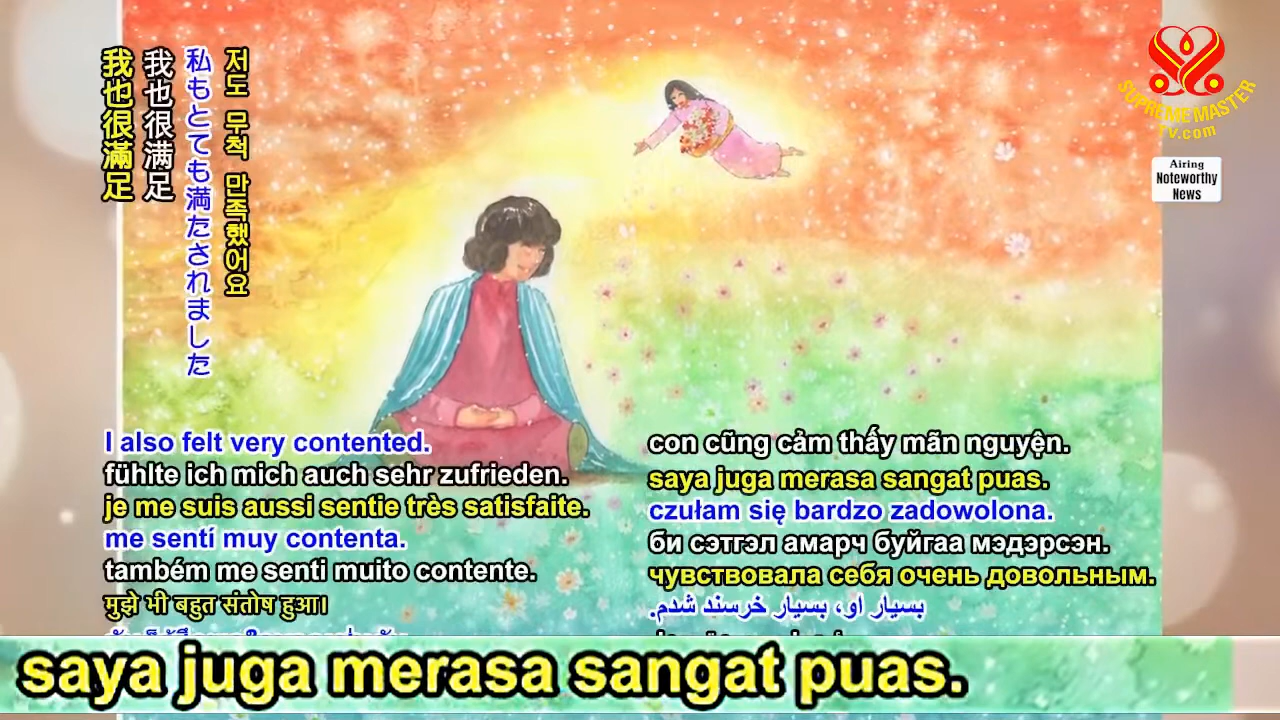 我也很滿足
我也很满足
私もとても満たされました
저도 무척 만족했어요
SUPREME MASTER
TV.com
Airing
Noteworthy
News
I also felt very contented.
fühlte ich mich auch sehr zufrieden.
je me suis aussi sentie très satisfaite.
me sentí muy contenta.
também me senti muito contente.
मुझे भी बहुत संतोष हुआ।
con cũng cảm thấy mãn nguyện.
saya juga merasa sangat puas.
czułam się bardzo zadowolona.
би сэтгэл амарч буйгаа мэдэрсэн.
чувствовала себя очень довольным.
بسیار او، بسیار خرسند شدم.
saya juga merasa sangat puas.